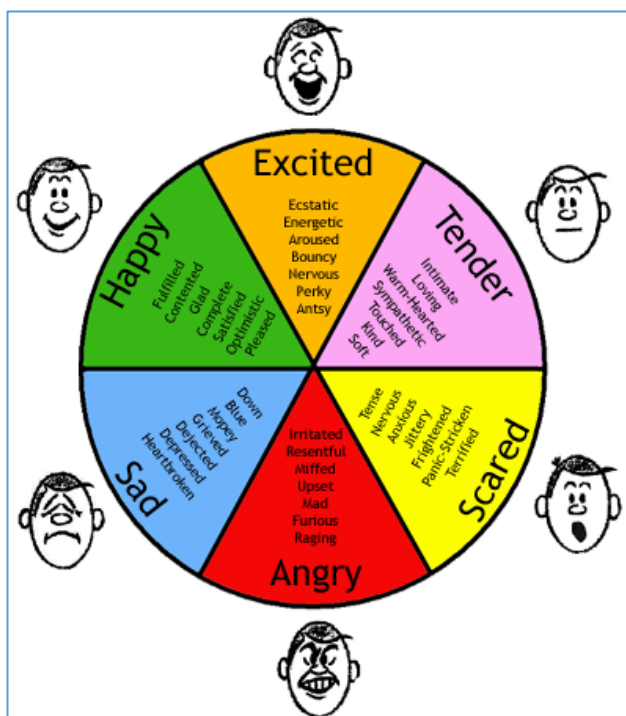 Excited
Ecstatic
Energetic
Aroused
Bouncy
Nervous
Perky
Antsy
Tender
Intimate
Loving
Warm-Hearted
Sympathetic
Touched
Kind
Soft
Scared
Tense
Nervous
Anxious
Jittery
Frightened
Panic-Stricken
Terrified
Irritated
Resentful
Miffed
Upset
Mad
Furious
Raging
Angry
Down
Blue
Mopey
Grieved
Dejected
Depressed
Heartbroken
Sad
Happy
Fulfilled
Contented
Glad
Complete
Satisfied
Optimistic
Pleased